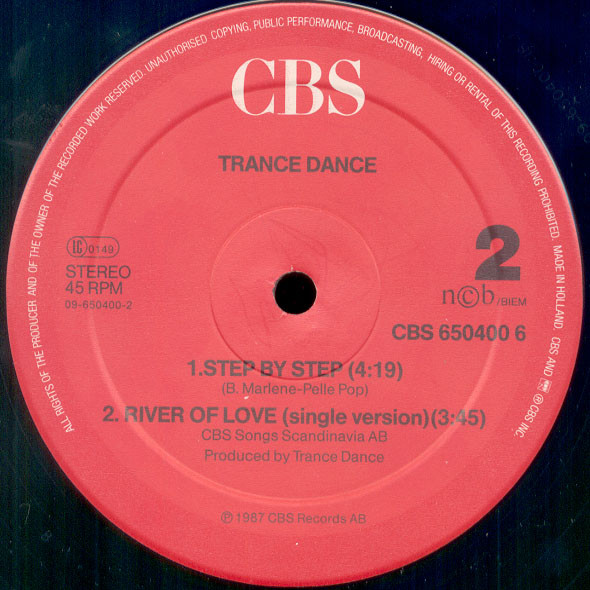 ALL RIGHTS OF THE PRODUCER AND OF THE OWNER OF THE RECORDED WORK RESERVED. UNAUTHORISED COPYING, PUBLIC PERFORMANCE, BROADCASTING, HIRING OR RENTAL OF THIS RECORDING PROHIBITED. MADE IN HOLLAND. CBS AND ℗ CBS INC.
CBS
TRANCE DANCE
LC 0149
STEREO
45 RPM
09-650400-2
2
n©b/BIEM
CBS 650400 6
1.STEP BY STEP (4:19)
(B. Marlene-Pelle Pop)
2. RIVER OF LOVE (single version)(3:45)
CBS Songs Scandinavia AB
Produced by Trance Dance
℗ 1987 CBS Records AB